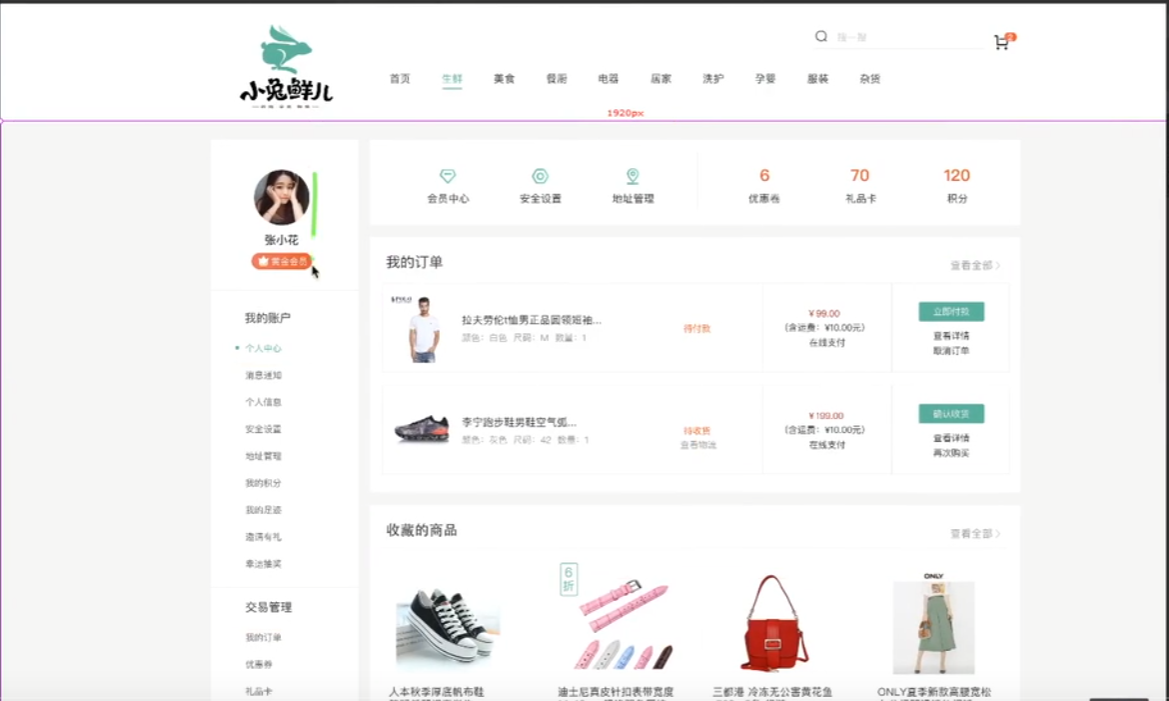 小兔鲜儿
搜一搜
0
首页 生鲜 美食 餐厨 电器 居家 洗护 孕婴 服装 杂货
1920px
张小花
黄金会员
我的账户
个人中心
消息通知
个人信息
安全设置
地址管理
我的积分
我的足迹
邀请有礼
幸运抽奖
交易管理
我的订单
优惠券
礼品卡
会员中心 安全设置 地址管理
6 70 120
优惠卷 礼品卡 积分
我的订单
查看全部
POLO
拉夫劳伦t恤男正品圆领短袖...
颜色：白色 尺码：M 数量：1
待付款
￥99.00
(含运费：¥10.00元)
在线支付
立即付款
查看详情
取消订单
李宁跑步鞋男鞋空气弧...
颜色：灰色 尺码：42 数量：1
待收货
查看物流
￥199.00
(含运费：¥10.00元)
在线支付
确认收货
查看详情
再次购买
收藏的商品
查看全部
6
折
ONLY
人本秋季厚底帆布鞋
迪士尼真皮针扣表带宽度
三都港 冷冻无公害黄花鱼
ONLY夏季新款高腰宽松